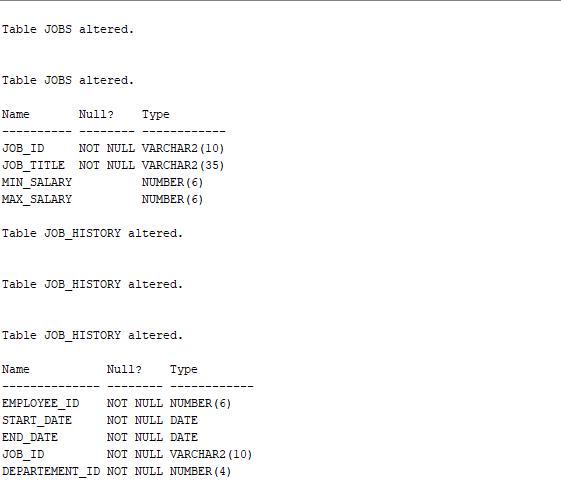 Table JOBS altered.
Table JOBS altered.
Name       Null?    Type
---------- -------- ------------
JOB_ID     NOT NULL VARCHAR2(10)
JOB_TITLE  NOT NULL VARCHAR2(35)
MIN_SALARY          NUMBER(6)
MAX_SALARY          NUMBER(6)
Table JOB_HISTORY altered.
Table JOB_HISTORY altered.
Table JOB_HISTORY altered.
Name           Null?    Type
-------------- -------- ------------
EMPLOYEE_ID    NOT NULL NUMBER(6)
START_DATE     NOT NULL DATE
END_DATE       NOT NULL DATE
JOB_ID         NOT NULL VARCHAR2(10)
DEPARTEMENT_ID NOT NULL NUMBER(4)